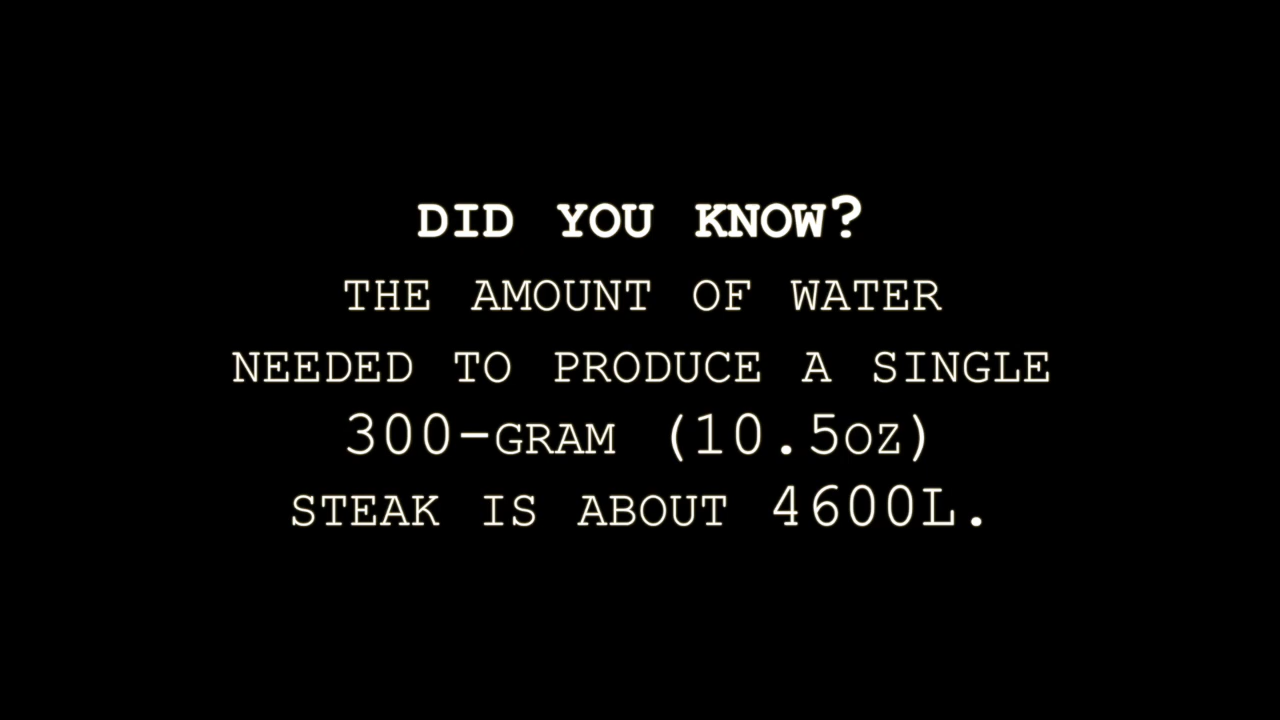 DID YOU KNOW?
THE AMOUNT OF WATER
NEEDED TO PRODUCE A SINGLE
300-GRAM (10.5OZ)
STEAK IS ABOUT 4600L.